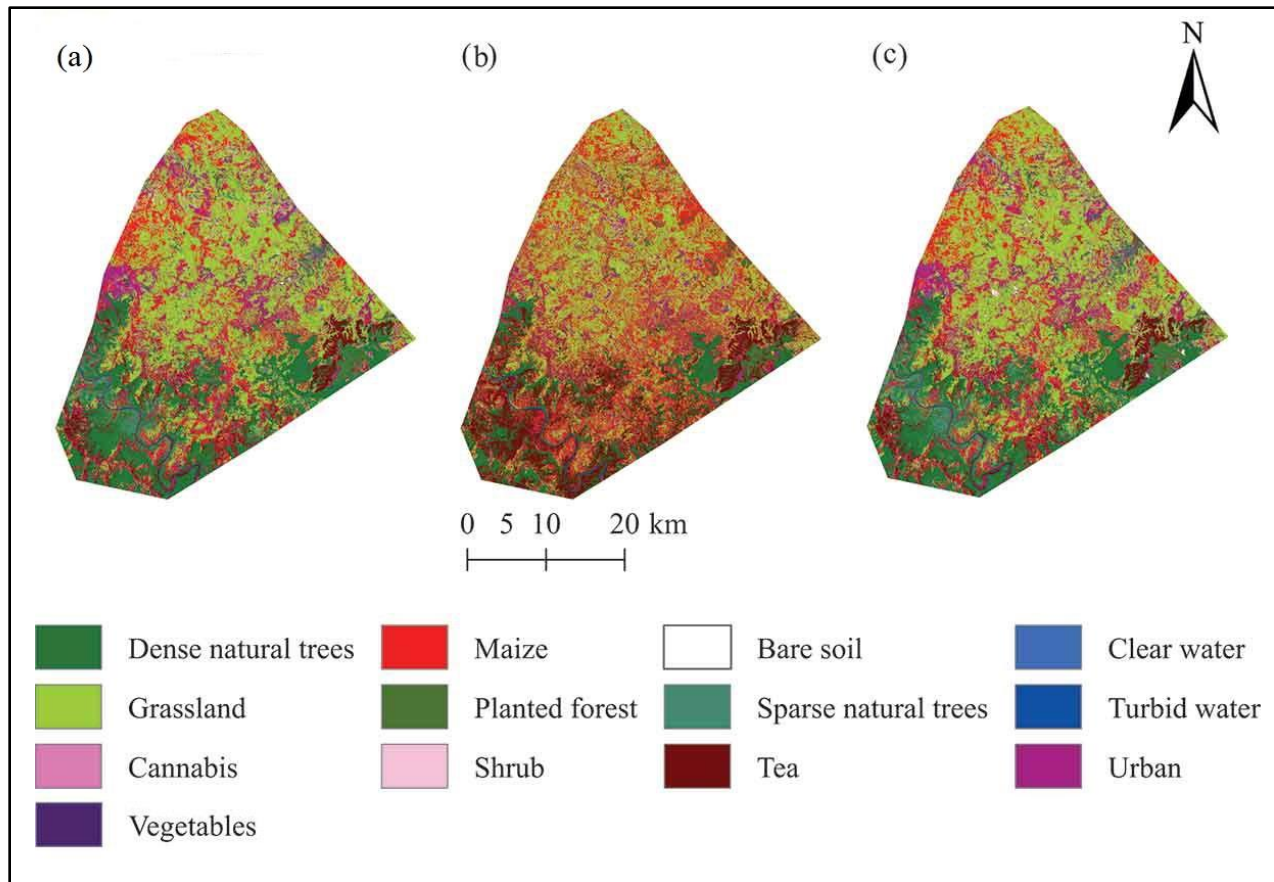 (a) (b) (c) N
0 5 10 20 km
Dense natural trees Maize Bare soil Clear water
Grassland Planted forest Sparse natural trees Turbid water
Cannabis Shrub Tea Urban
Vegetables